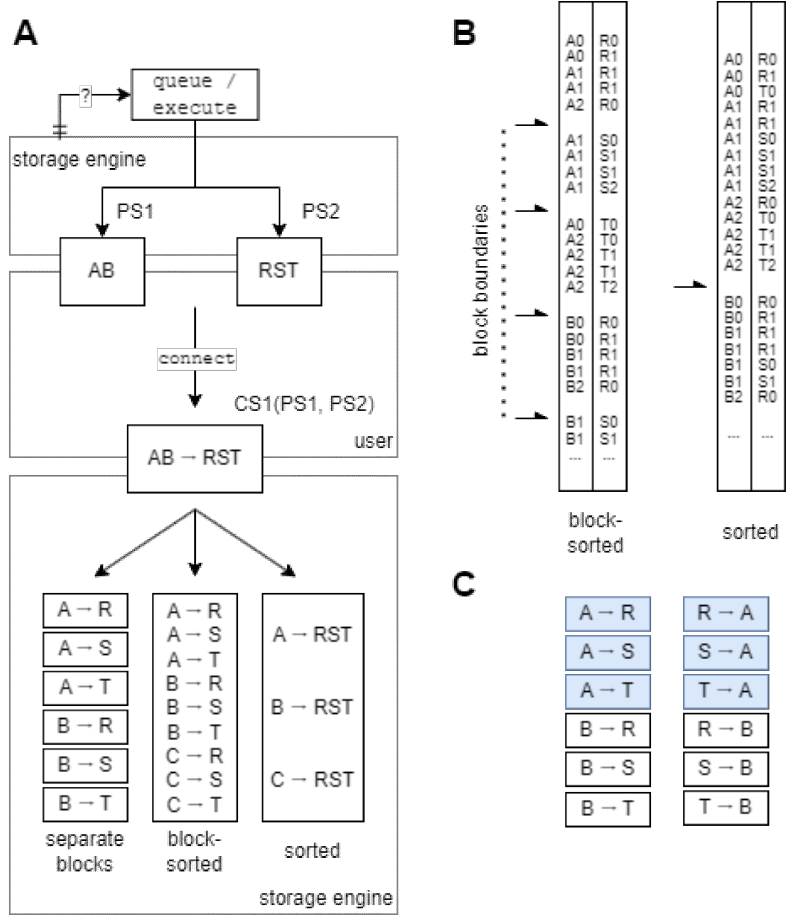 A
queue /
execute
?
storage engine
PS1
PS2
AB
RST
connect
CS1(PS1, PS2)
user
AB → RST
A → R
A → S
A → T
B → R
B → S
B → T
separate
blocks
A → R
A → S
A → T
B → R
B → S
B → T
C → R
C → S
C → T
block-
sorted
A → RST
B → RST
C → RST
sorted
storage engine
B
block boundaries
A0 R0
A0 R1
A1 R1
A1 R1
A2 R0
A1 S0
A1 S1
A1 S1
A1 S2
A0 T0
A2 T0
A2 T1
A2 T1
A2 T2
B0 R0
B0 R1
B1 R1
B1 R1
B2 R0
B1 S0
B1 S1
... ...
block-
sorted
A0 R0
A0 R1
A0 T0
A1 R1
A1 R1
A1 S0
A1 S1
A1 S1
A1 S2
A2 R0
A2 T0
A2 T1
A2 T1
A2 T2
B0 R0
B0 R1
B1 R1
B1 R1
B1 S0
B1 S1
B2 R0
... ...
sorted
C
A → R
R → A
A → S
S → A
A → T
T → A
B → R
R → B
B → S
S → B
B → T
T → B